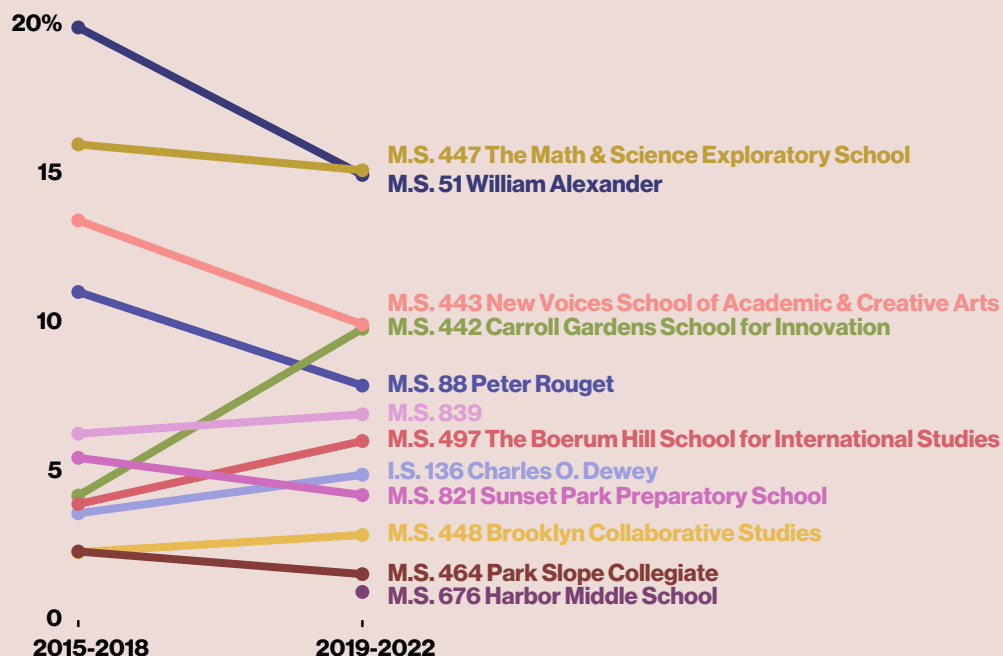 20%
M.S. 447 The Math & Science Exploratory School
15
M.S. 51 William Alexander
M.S. 443 New Voices School of Academic & Creative Arts
10
M.S. 442 Carroll Gardens School for Innovation
M.S. 88 Peter Rouget
M.S. 839
M.S. 497 The Boerum Hill School for International Studies
5
I.S. 136 Charles O. Dewey
M.S. 821 Sunset Park Preparatory School
M.S. 448 Brooklyn Collaborative Studies
M.S. 464 Park Slope Collegiate
M.S. 676 Harbor Middle School
0
2015-2018
2019-2022